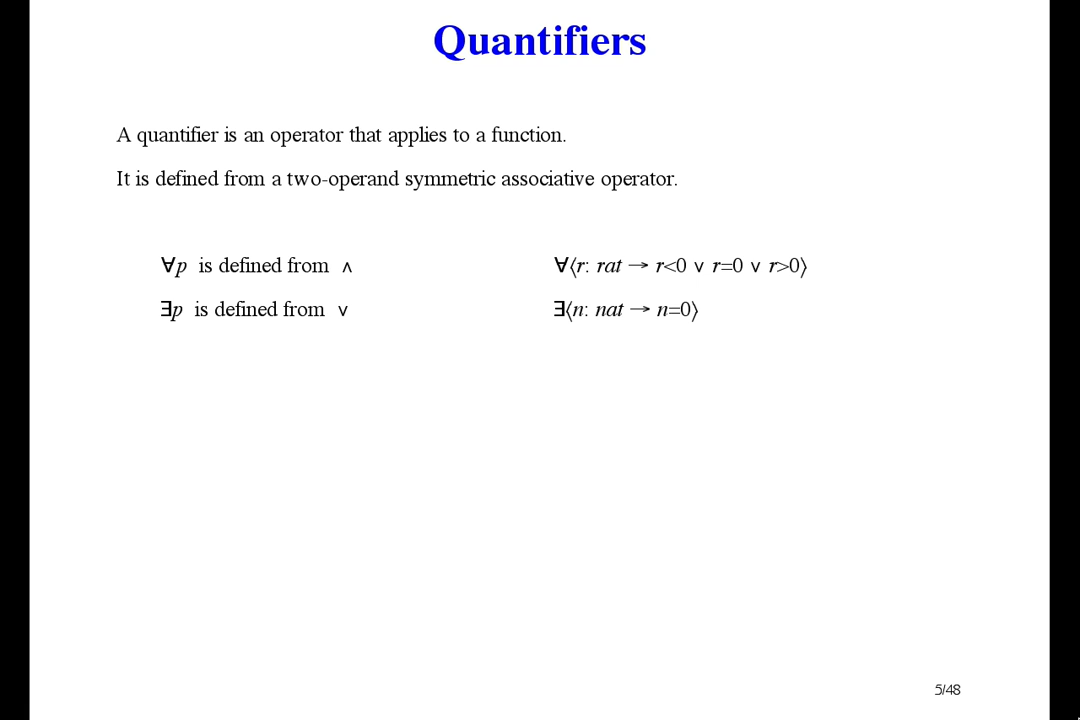 Quantifiers
A quantifier is an operator that applies to a function.
It is defined from a two-operand symmetric associative operator.
∀p is defined from ∧ ∀⟨r: rat → r<0 ∨ r=0 ∨ r>0⟩
∃p is defined from ∨ ∃⟨n: nat → n=0⟩
5/48